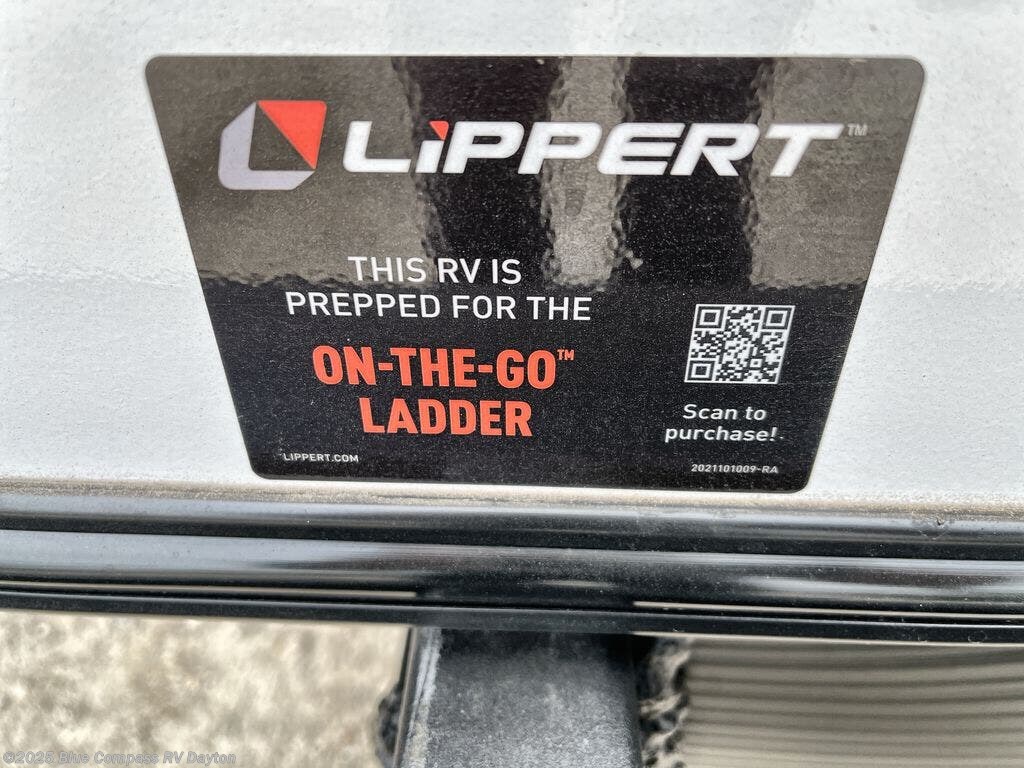 LiPPERT™
THIS RV IS
PREPPED FOR THE
ON-THE-GO™
LADDER
Scan to
purchase!
LIPPERT.COM
2021101009-RA
©2025 Blue Compass RV Dayton